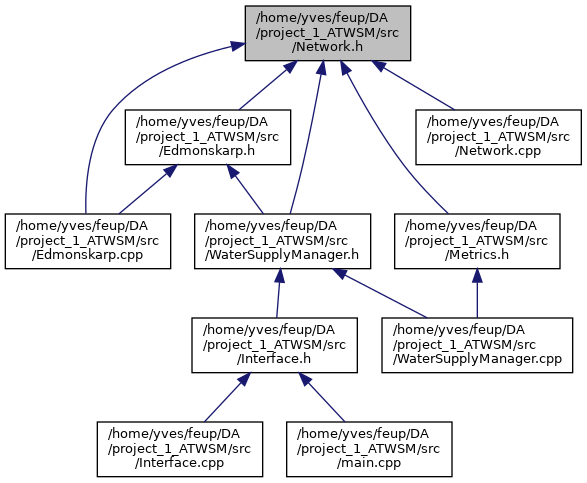 /home/yves/feup/DA
/project_1_ATWSM/src
/Network.h
/home/yves/feup/DA
/project_1_ATWSM/src
/Edmonskarp.h
/home/yves/feup/DA
/project_1_ATWSM/src
/Network.cpp
/home/yves/feup/DA
/project_1_ATWSM/src
/Edmonskarp.cpp
/home/yves/feup/DA
/project_1_ATWSM/src
/WaterSupplyManager.h
/home/yves/feup/DA
/project_1_ATWSM/src
/Metrics.h
/home/yves/feup/DA
/project_1_ATWSM/src
/Interface.h
/home/yves/feup/DA
/project_1_ATWSM/src
/WaterSupplyManager.cpp
/home/yves/feup/DA
/project_1_ATWSM/src
/Interface.cpp
/home/yves/feup/DA
/project_1_ATWSM/src
/main.cpp